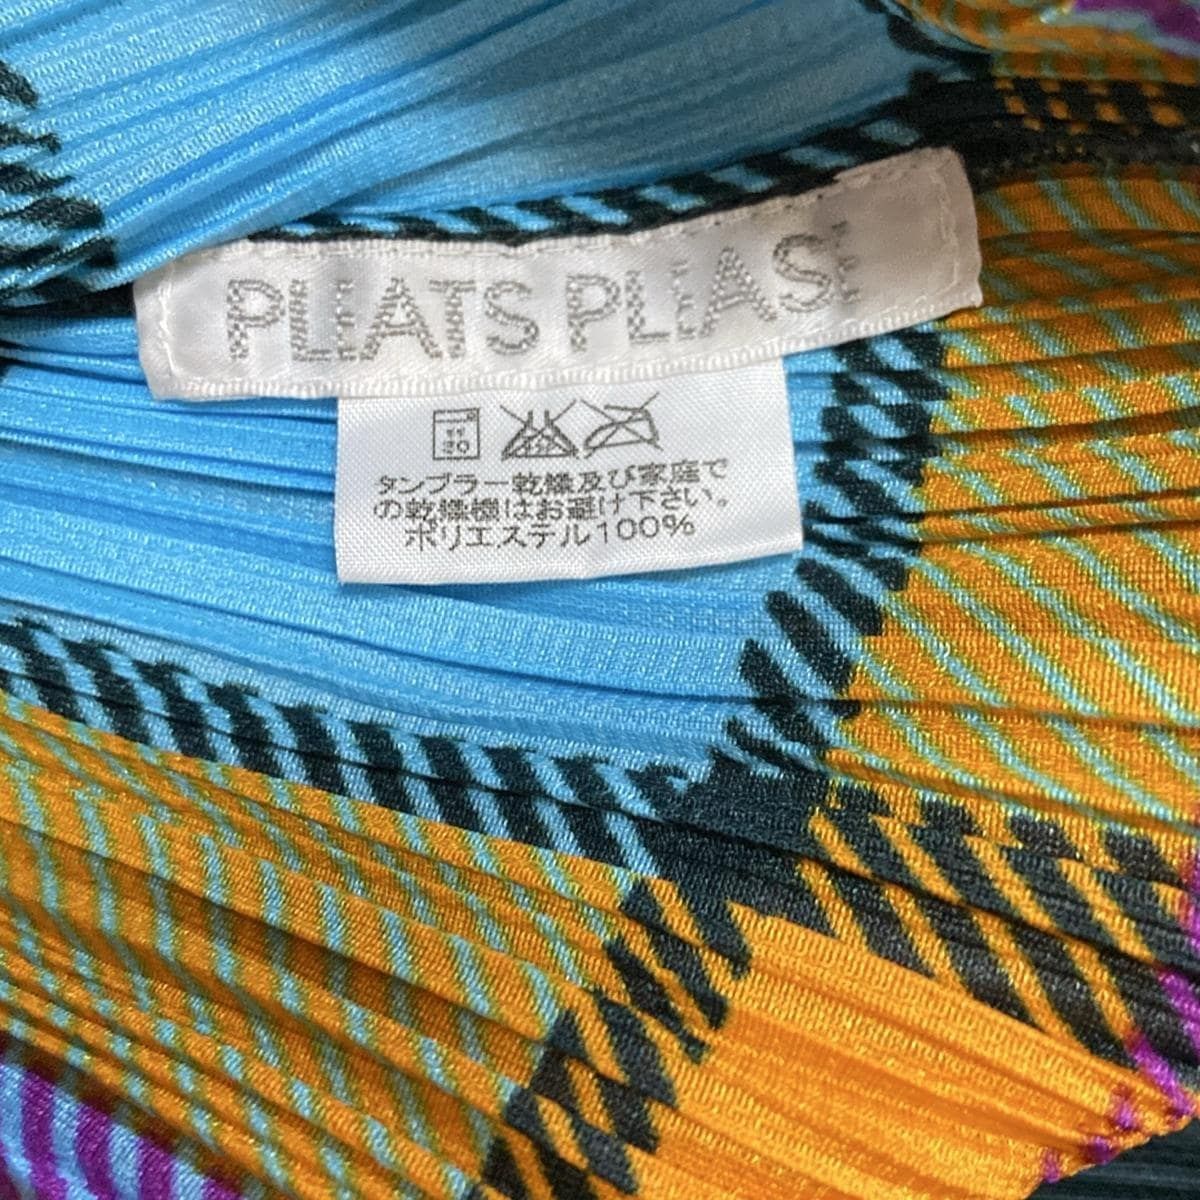 PLEATS PLEASE
タンブラー乾燥及び家庭で
の乾燥機はお避け下さい。
ポリエステル100%